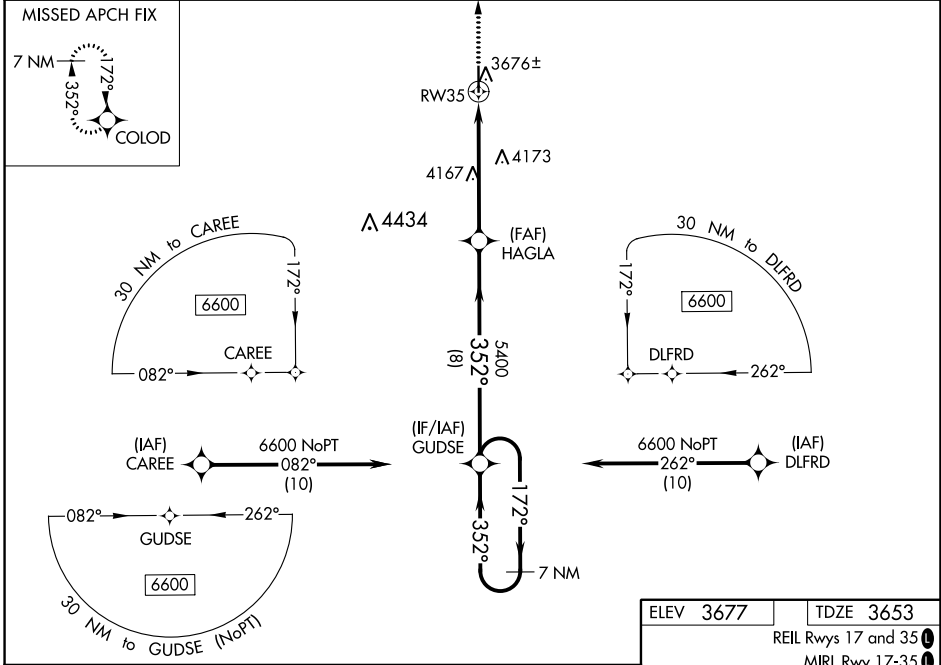 MISSED APCH FIX
7 NM
172°
352°
COLOD
3676±
RW35
4173
4167
4434
(FAF)
HAGLA
30 NM to CAREE
172°
6600
CAREE
082°
30 NM to DLFRD
172°
6600
DLFRD
262°
5400
352°
(8)
(IF/IAF)
GUDSE
(IAF)
CAREE
6600 NoPT
082°
(10)
6600 NoPT
262°
(10)
(IAF)
DLFRD
172°
352°
7 NM
082°
262°
GUDSE
6600
30 NM to GUDSE (NoPT)
ELEV 3677
TDZE 3653
REIL Rwys 17 and 35 L
MIRL Rwy 17-35 L